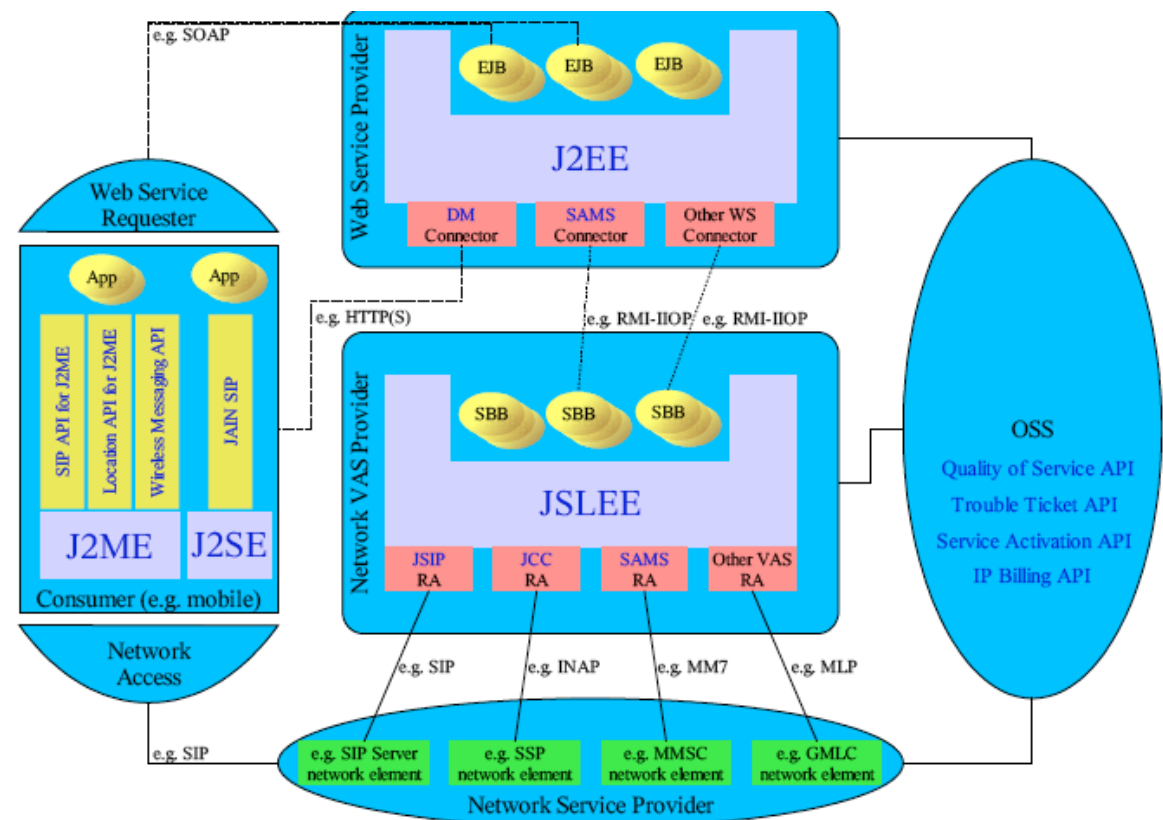 e.g. SOAP
Web Service Provider
EJB
EJB
EJB
J2EE
DM
Connector
SAMS
Connector
Other WS
Connector
Web Service
Requester
App
App
SIP API for J2ME
Location API for J2ME
Wireless Messaging API
JAIN SIP
J2ME
J2SE
Consumer (e.g. mobile)
Network
Access
e.g. HTTP(S)
e.g. RMI-IIOP
e.g. RMI-IIOP
Network VAS Provider
SBB
SBB
SBB
JSLEE
JSIP
RA
JCC
RA
SAMS
RA
Other VAS
RA
e.g. SIP
e.g. INAP
e.g. MM7
e.g. MLP
e.g. SIP
e.g. SIP Server
network element
e.g. SSP
network element
e.g. MMSC
network element
e.g. GMLC
network element
Network Service Provider
OSS
Quality of Service API
Trouble Ticket API
Service Activation API
IP Billing API